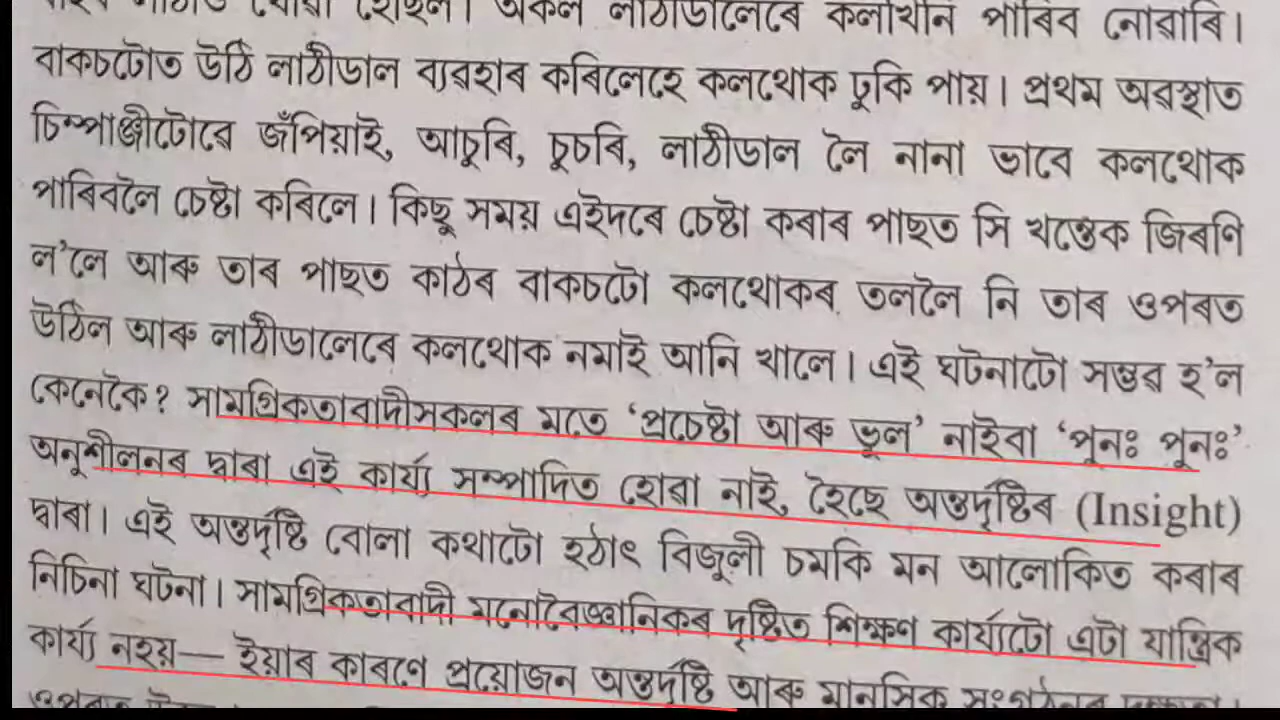 লাঠীডালেৰে কলাখান পাৰিব নোৱাৰি।
বাকচটোত উঠি লাঠীডাল ব্যৱহাৰ কৰিলেহে কলথোক ঢুকি পায়। প্ৰথম অৱস্থাত
চিম্পাঞ্জীটোৱে জঁপিয়াই, আচুৰি, চুচৰি, লাঠীডাল লৈ নানা ভাবে কলথোক
পাৰিবলৈ চেষ্টা কৰিলে। কিছু সময় এইদৰে চেষ্টা কৰাৰ পাছত সি খন্তেক জিৰণি
ল’লে আৰু তাৰ পাছত কাঠৰ বাকচটো কলথোকৰ তললৈ নি তাৰ ওপৰত
উঠিল আৰু লাঠীডালেৰে কলথোক নমাই আনি খালে। এই ঘটনাটো সম্ভৱ হ’ল
কেনেকৈ? সামগ্ৰিকতাবাদীসকলৰ মতে ‘প্ৰচেষ্টা আৰু ভুল’ নাইবা ‘পুনঃ পুনঃ’
অনুশীলনৰ দ্বাৰা এই কাৰ্য্য সম্পাদিত হোৱা নাই, হৈছে অন্তৰ্দৃষ্টিৰ (Insight)
দ্বাৰা। এই অন্তৰ্দৃষ্টি বোলা কথাটো হঠাৎ বিজুলী চমকি মন আলোকিত কৰাৰ
নিচিনা ঘটনা। সামগ্ৰিকতাবাদী মনোবৈজ্ঞানিকৰ দৃষ্টিত শিক্ষণ কাৰ্য্যটো এটা যান্ত্ৰিক
কাৰ্য্য নহয়— ইয়াৰ কাৰণে প্ৰয়োজন অন্তৰ্দৃষ্টি আৰু মানসিক সংগঠনৰ